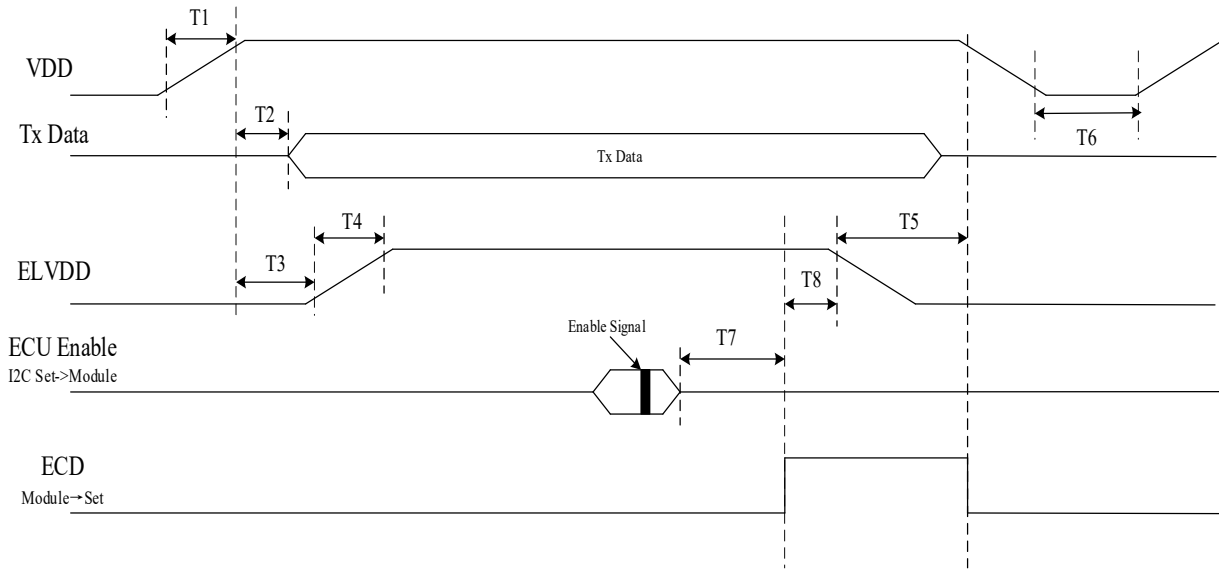 T1
VDD
T6
T2
Tx Data
Tx Data
T4
T5
T3
ELVDD
T8
Enable Signal
ECU Enable
T7
I2C Set->Module
ECD
Module→Set